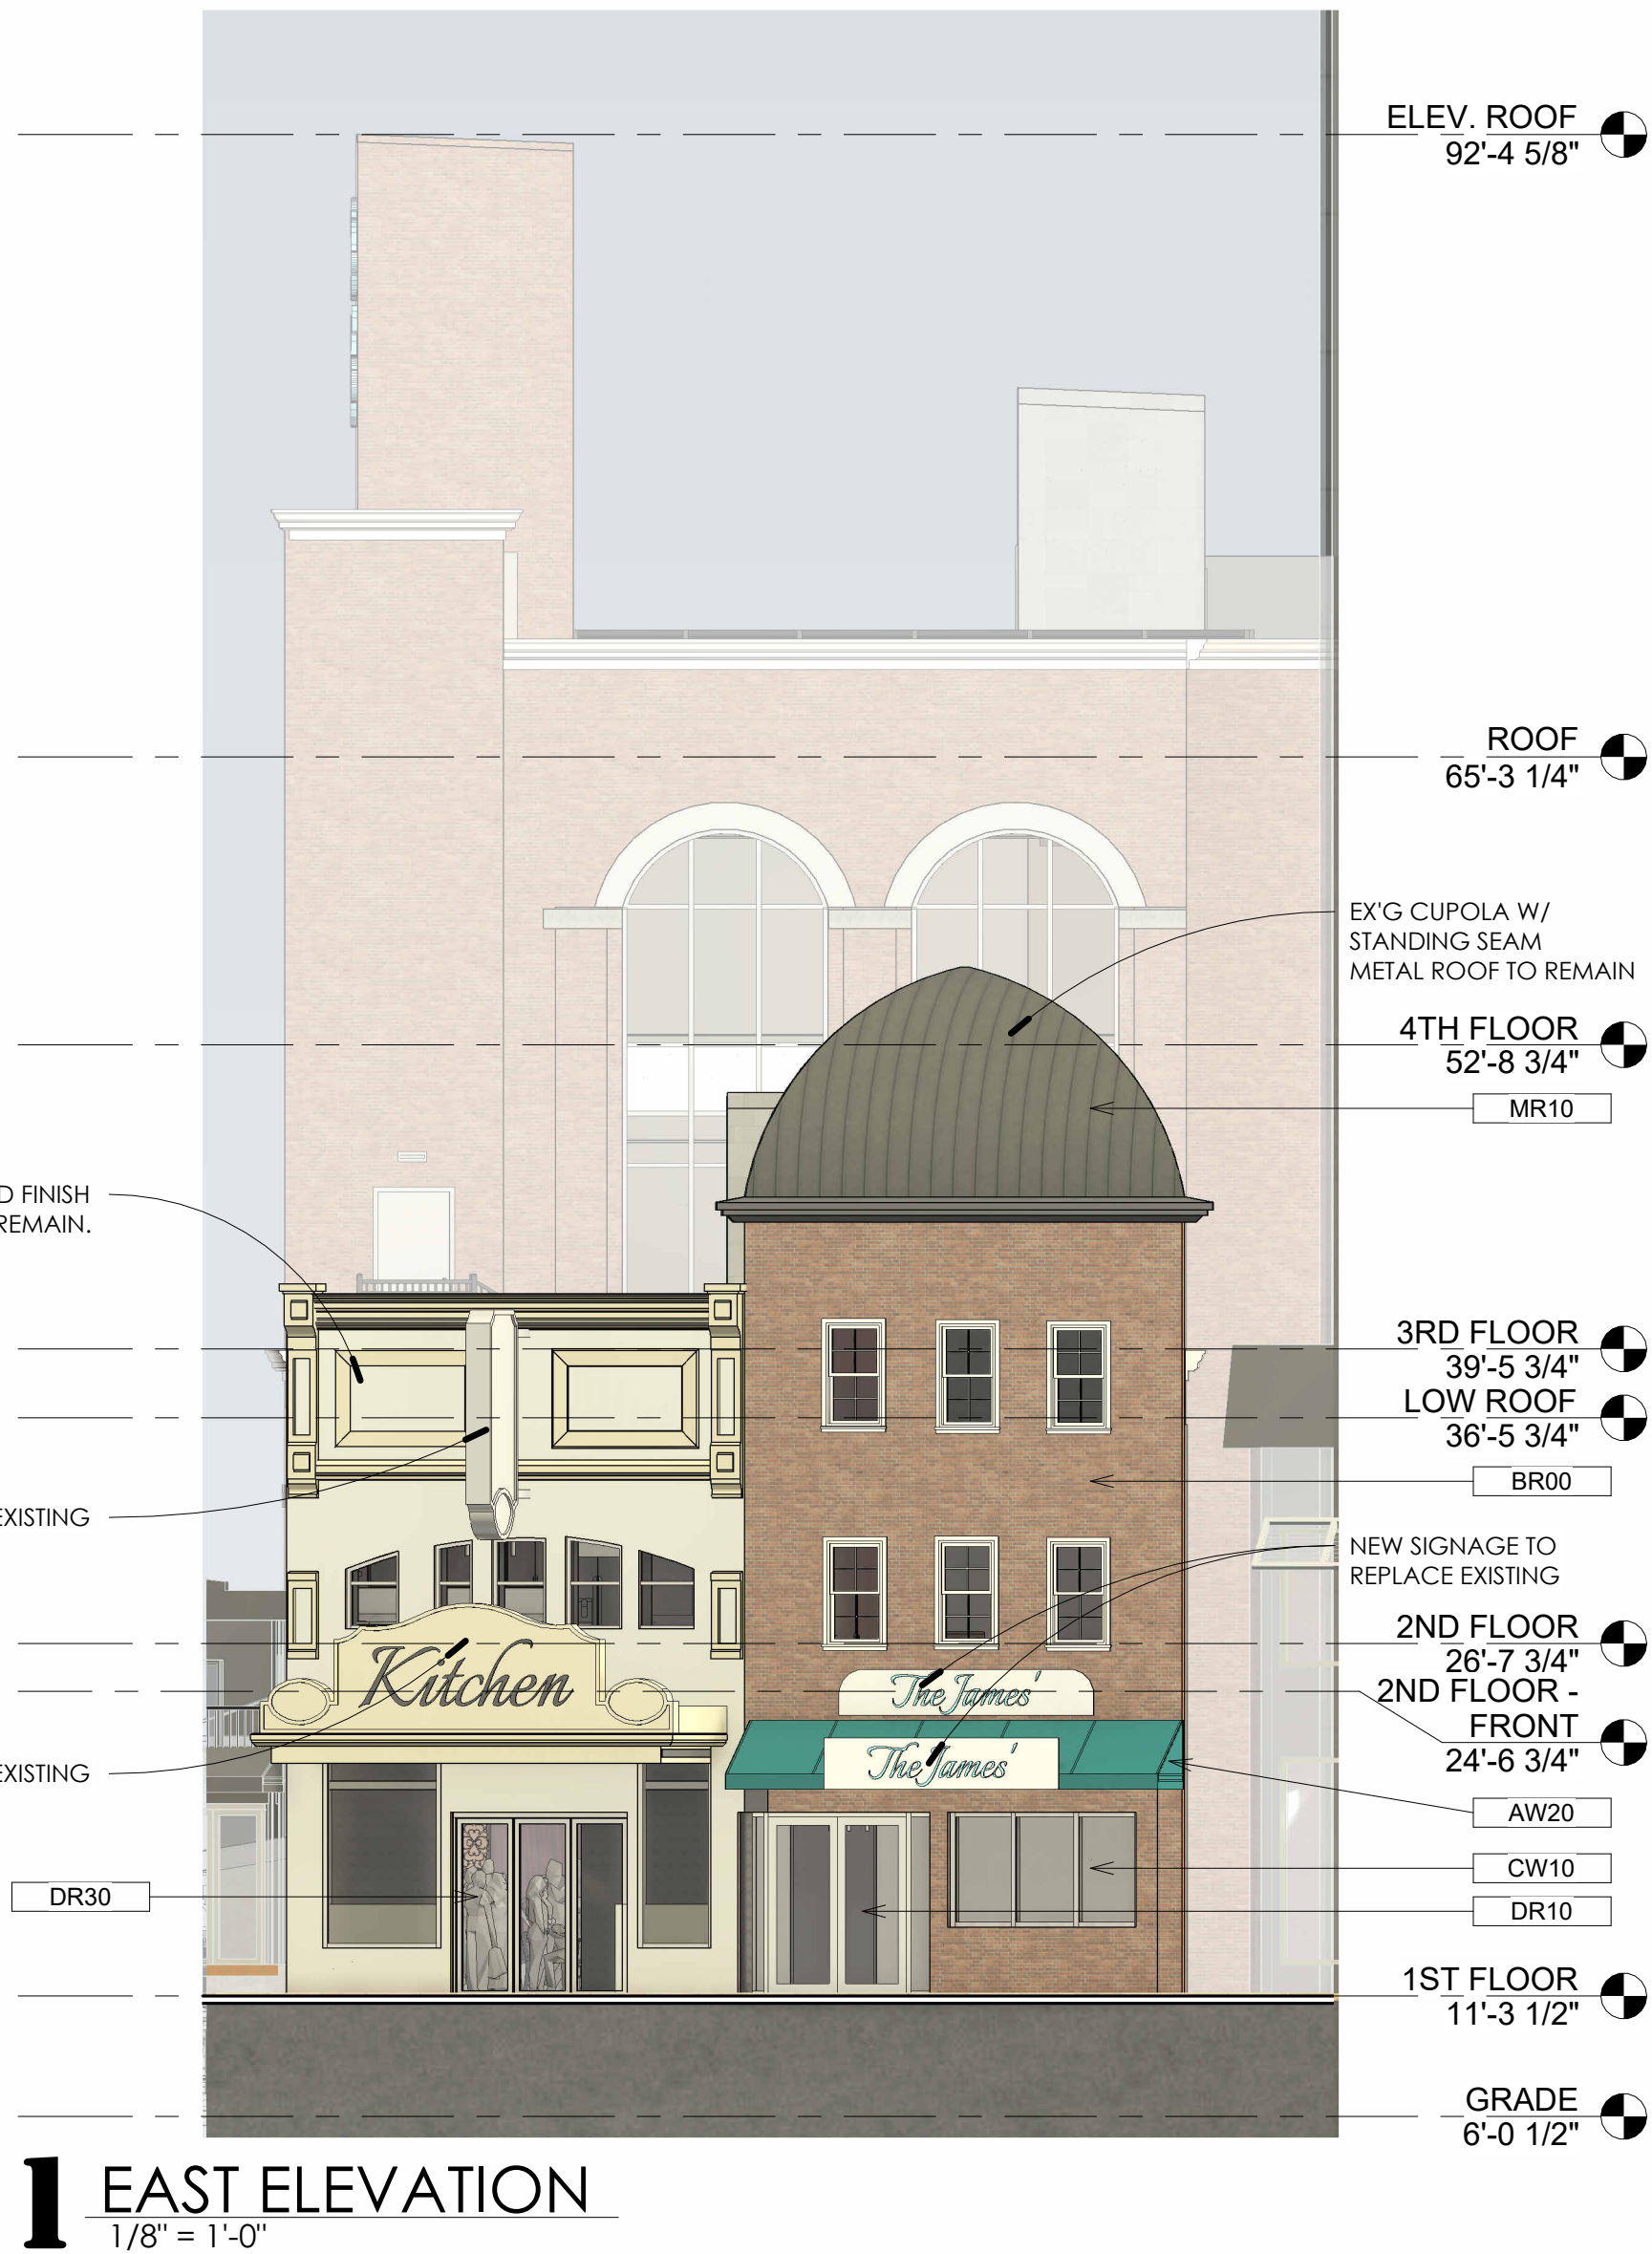 ELEV. ROOF
92'-4 5/8"
ROOF
65'-3 1/4"
EX'G CUPOLA W/
STANDING SEAM
METAL ROOF TO REMAIN
4TH FLOOR
52'-8 3/4"
MR10
D FINISH
REMAIN.
3RD FLOOR
39'-5 3/4"
LOW ROOF
36'-5 3/4"
BR00
EXISTING
NEW SIGNAGE TO
REPLACE EXISTING
2ND FLOOR
26'-7 3/4"
Kitchen
The James'
2ND FLOOR -
FRONT
24'-6 3/4"
The James'
EXISTING
AW20
CW10
DR30
DR10
1ST FLOOR
11'-3 1/2"
GRADE
6'-0 1/2"
1 EAST ELEVATION
1/8" = 1'-0"